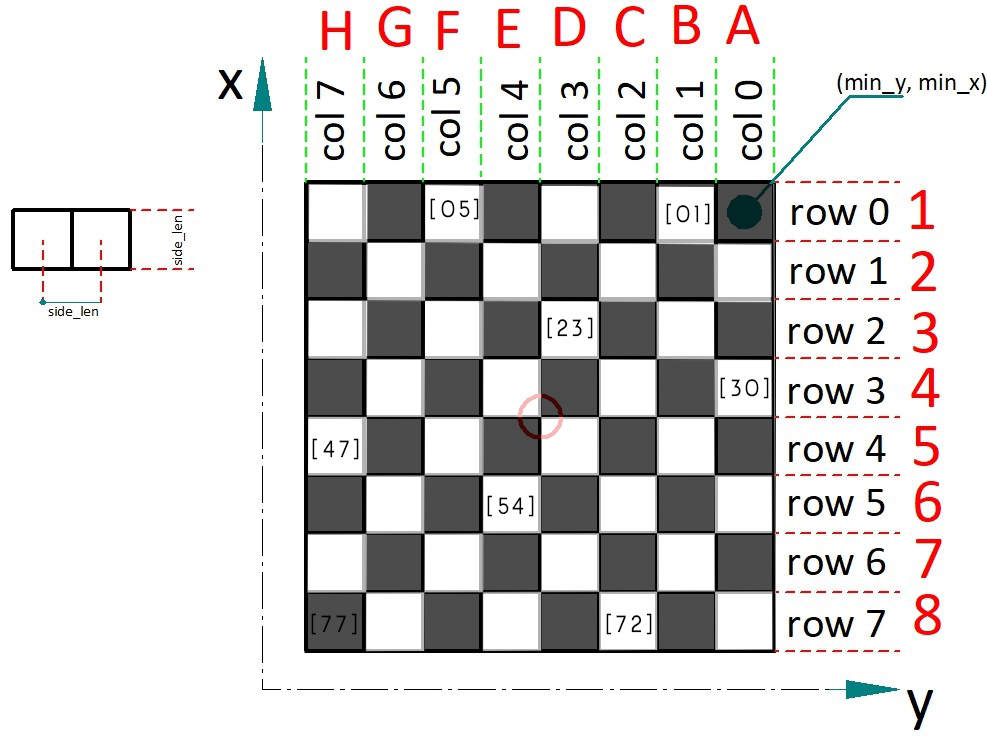 H G F E D C B A
X
col 7 col 6 col 5 col 4 col 3 col 2 col 1 col 0
(min_y, min_x)
[05] [01] row 0 1
side_len
side_len
row 1 2
[23] row 2 3
[30] row 3 4
[47] row 4 5
[54] row 5 6
row 6 7
[77] [72] row 7 8
y